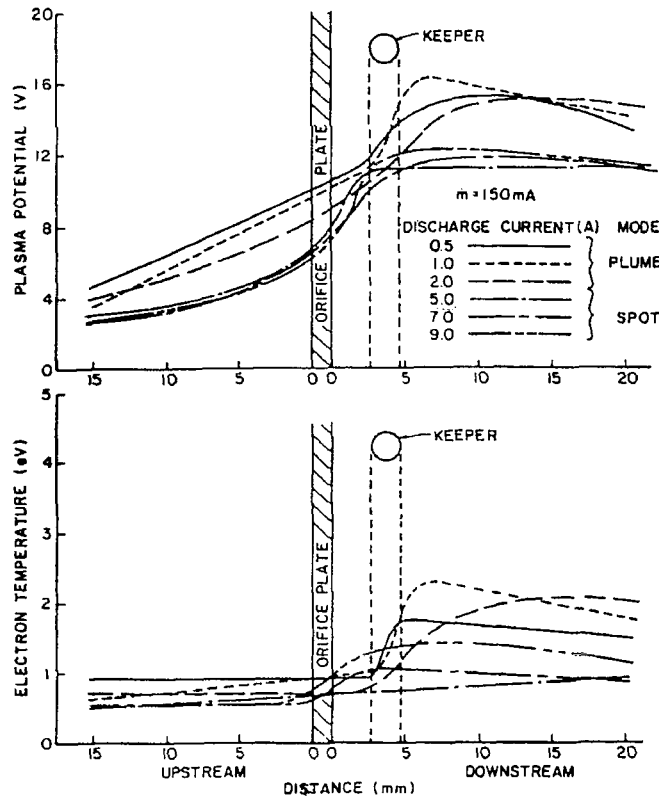 20
16
12
8
4
0
PLASMA POTENTIAL (V)
KEEPER
ORIFICE PLATE
ṁ = 150 mA
DISCHARGE CURRENT (A) MODE
0.5
1.0 PLUME
2.0
5.0
7.0 SPOT
9.0
15 10 5 0 0 5 10 15 20
5
4
3
2
1
0
ELECTRON TEMPERATURE (eV)
KEEPER
ORIFICE PLATE
15 10 5 0 0 5 10 15 20
UPSTREAM DOWNSTREAM
DISTANCE (mm)